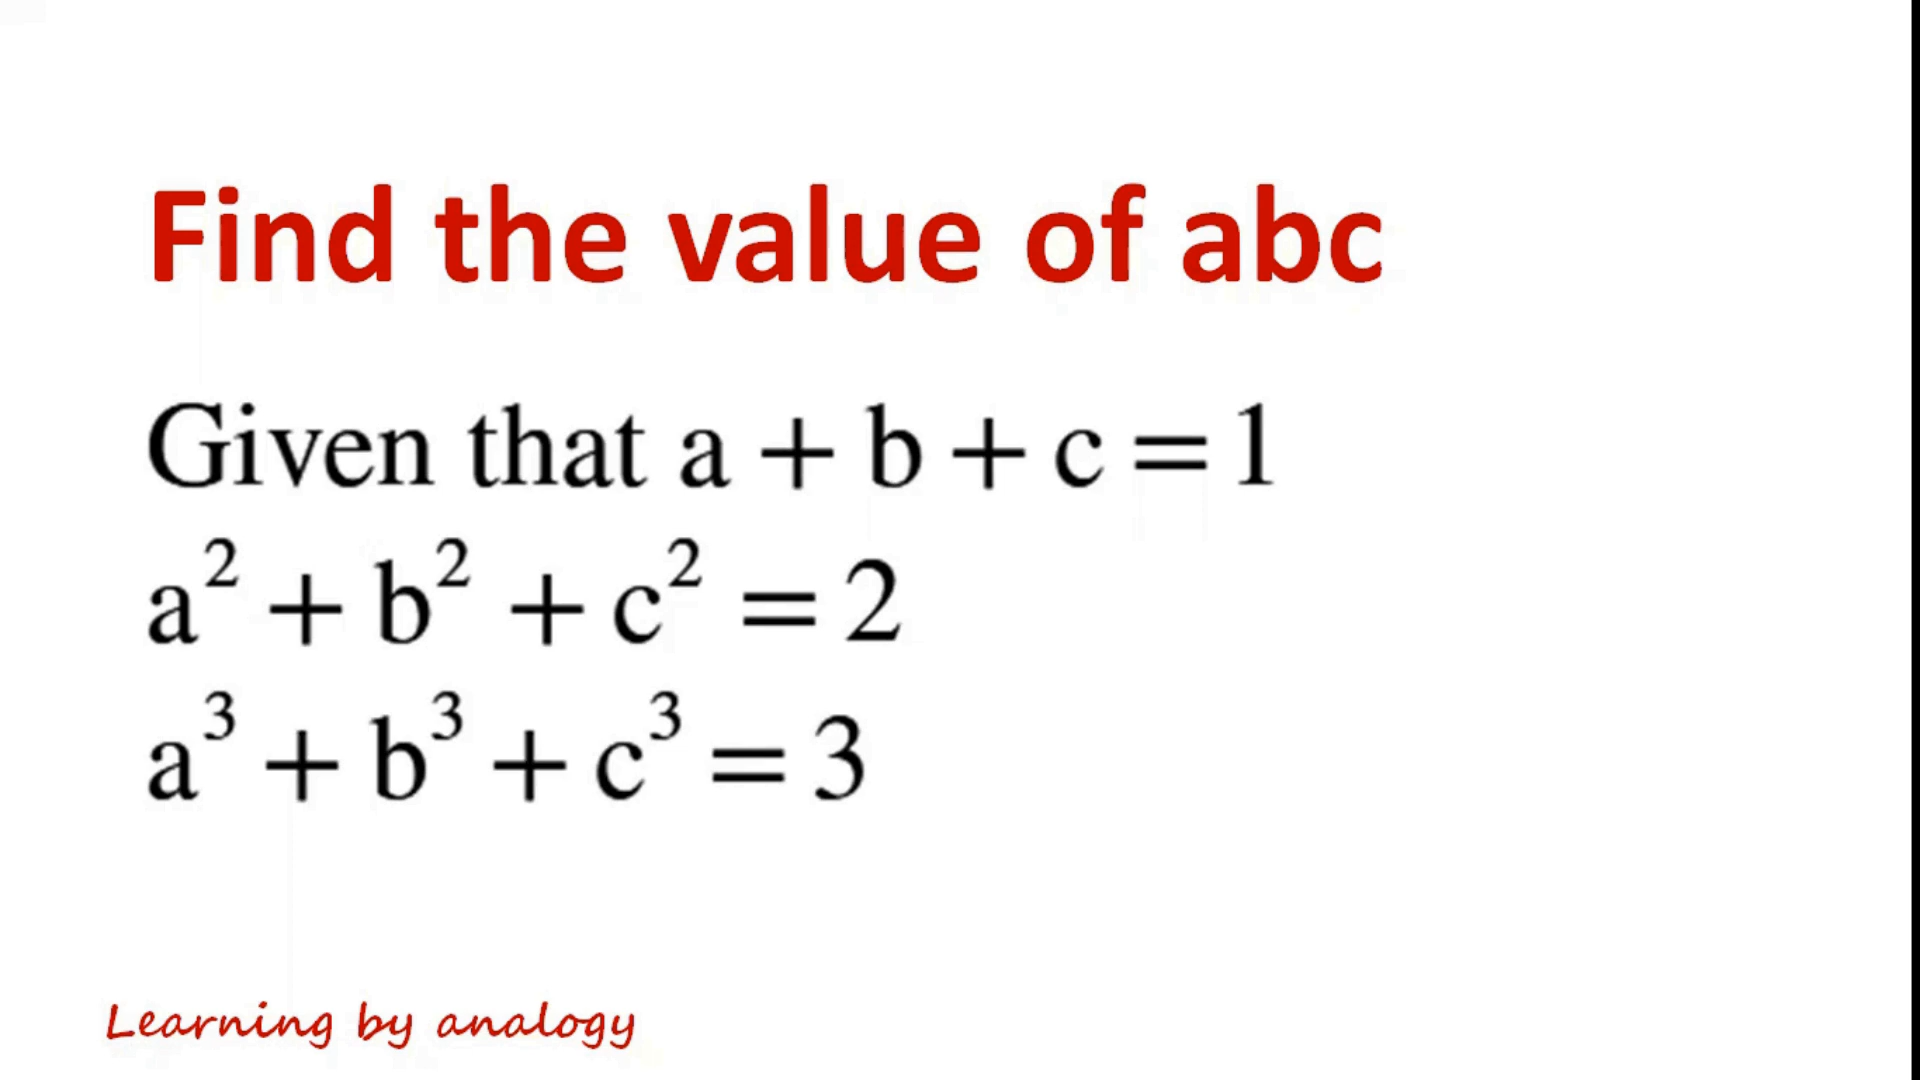 Find the value of abc
Given that a + b + c = 1
a² + b² + c² = 2
a³ + b³ + c³ = 3
Learning by analogy